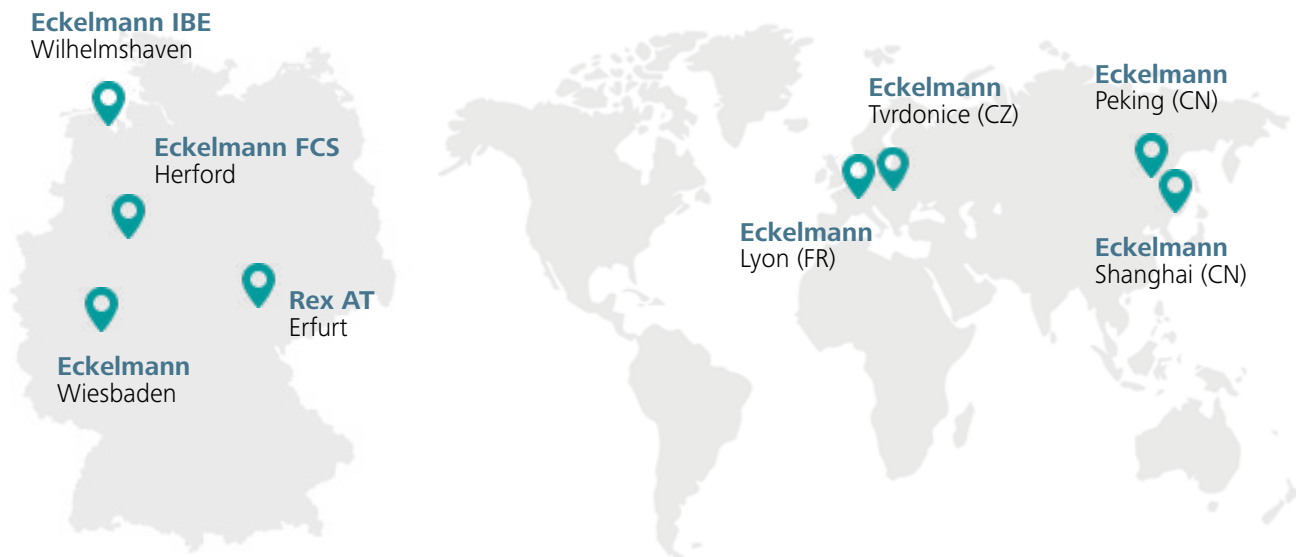 Eckelmann IBE
Wilhelmshaven
Eckelmann FCS
Herford
Rex AT
Erfurt
Eckelmann
Wiesbaden
Eckelmann
Tvrdonice (CZ)
Eckelmann
Peking (CN)
Eckelmann
Lyon (FR)
Eckelmann
Shanghai (CN)